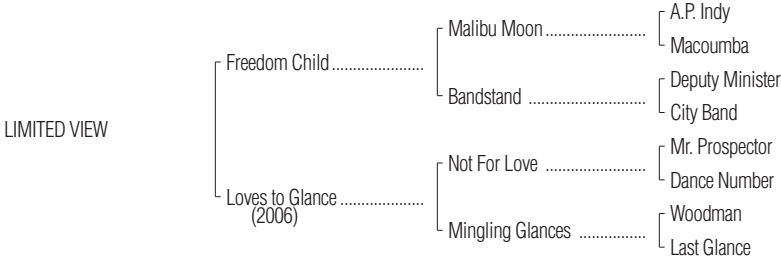 A.P. Indy
Malibu Moon ........................
Macoumba
Freedom Child ......................
Deputy Minister
Bandstand ............................
City Band
LIMITED VIEW
Mr. Prospector
Not For Love ........................
Dance Number
Loves to Glance ....................
(2006)
Woodman
Mingling Glances ................
Last Glance